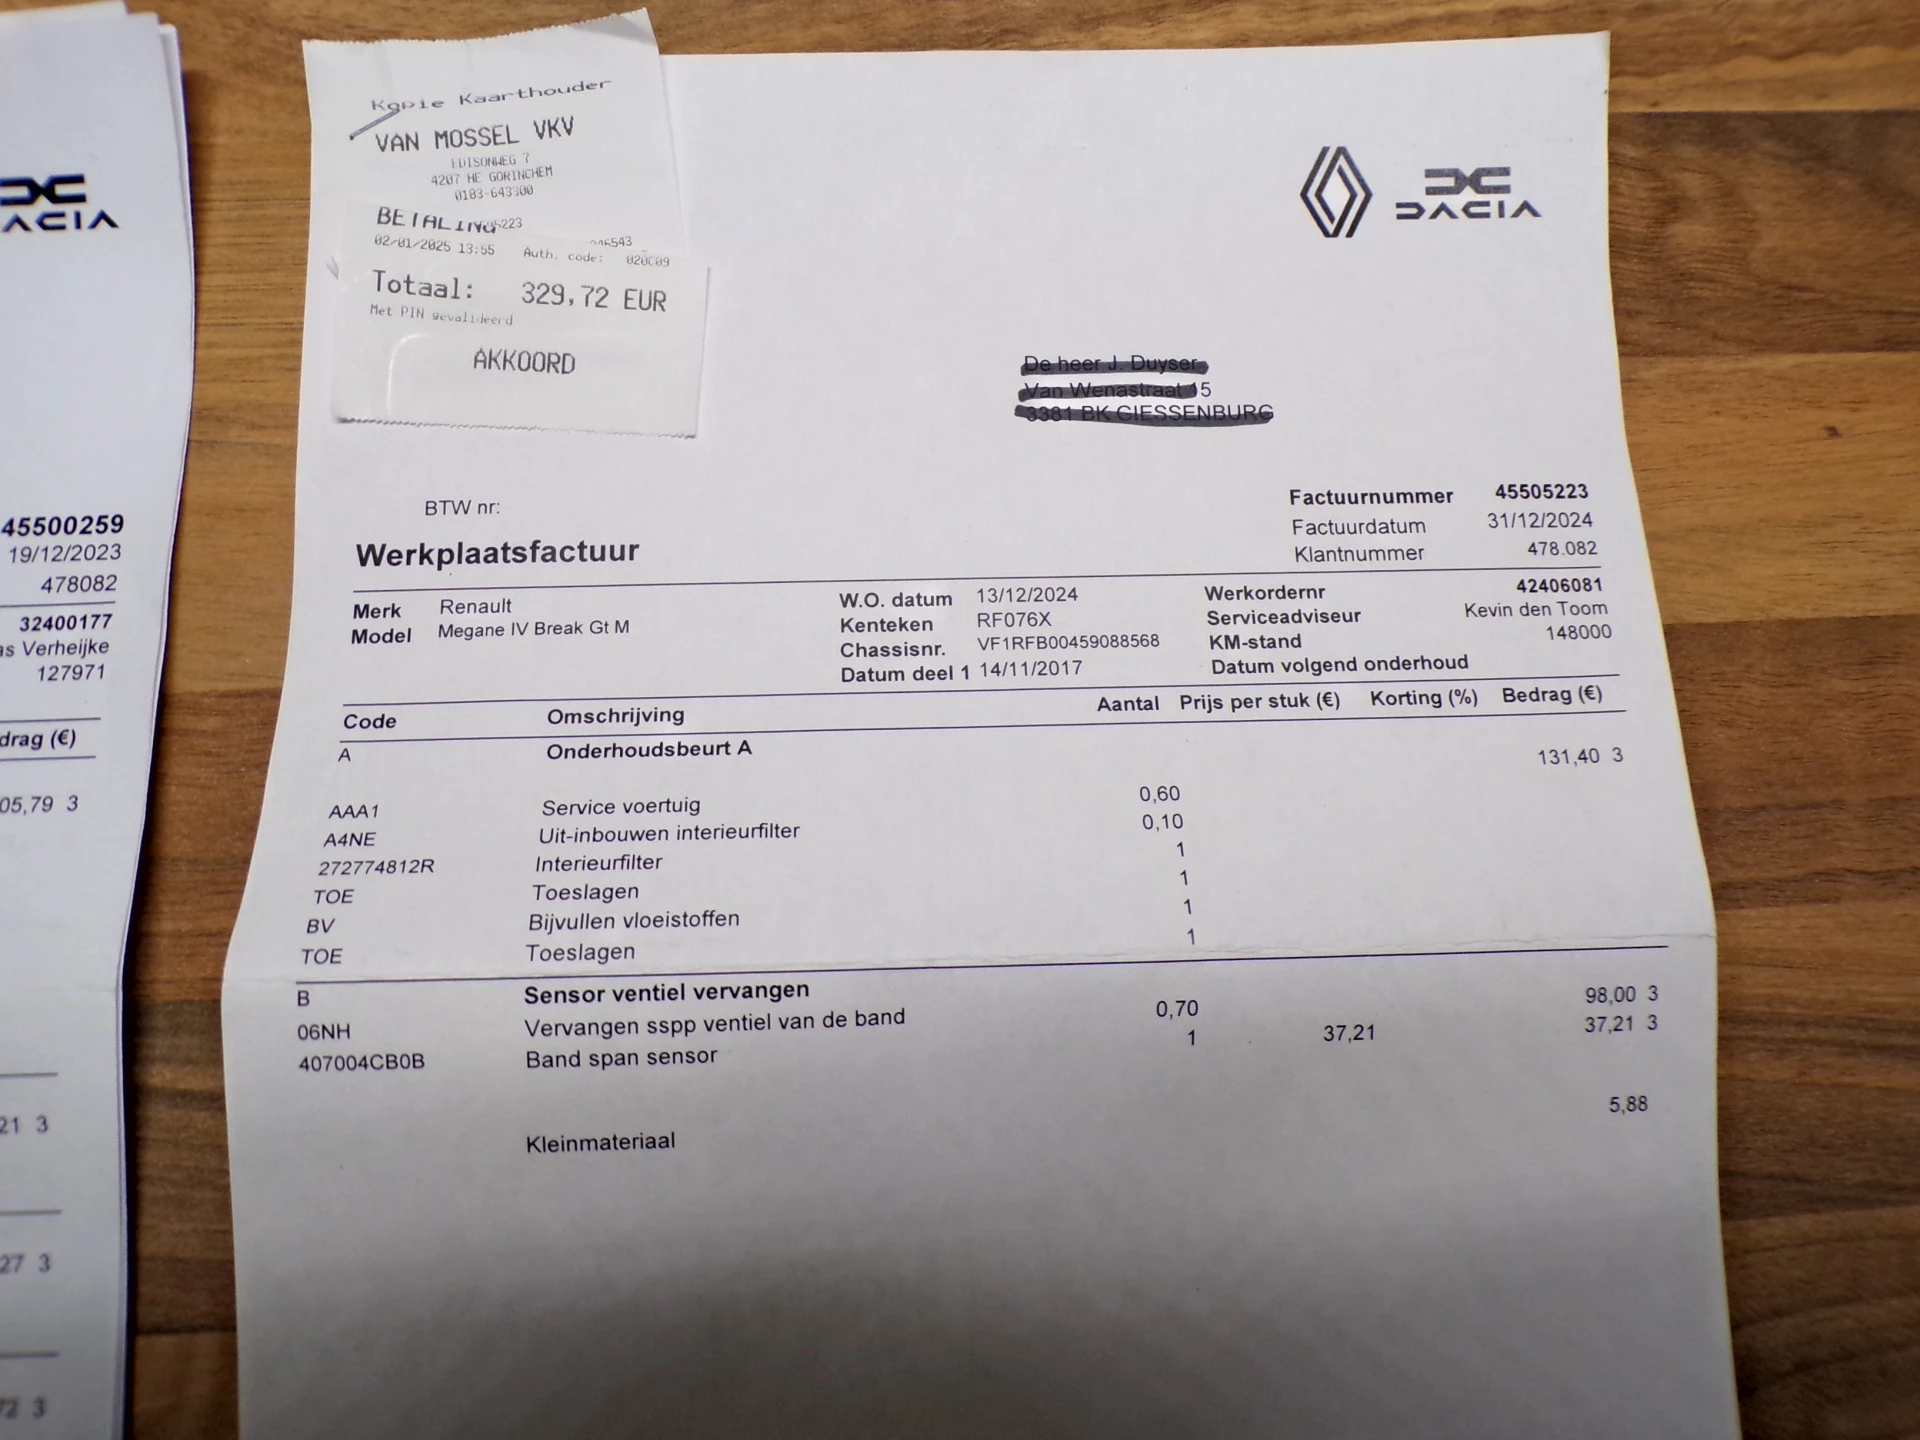 Kopie Kaarthouder
VAN MOSSEL VKV
EDISONWEG 7
4207 HE GORINCHEM
0183-643300
BETALING
5223
02/01/2025 13:55
6543
Auth. code: 020C09
Totaal: 329,72 EUR
Met PIN gevalideerd
AKKOORD
DACIA
15
BTW nr:
Werkplaatsfactuur
Factuurnummer 45505223
Factuurdatum 31/12/2024
Klantnummer 478.082
Merk Renault
Model Megane IV Break Gt M
W.O. datum 13/12/2024
Kenteken RF076X
Chassisnr. VF1RFB00459088568
Datum deel 1 14/11/2017
Werkordernr 42406081
Serviceadviseur Kevin den Toom
KM-stand 148000
Datum volgend onderhoud
Code Omschrijving Aantal Prijs per stuk (€) Korting (%) Bedrag (€)
A Onderhoudsbeurt A 131,40 3
AAA1 Service voertuig 0,60
A4NE Uit-inbouwen interieurfilter 0,10
272774812R Interieurfilter 1
TOE Toeslagen 1
BV Bijvullen vloeistoffen 1
TOE Toeslagen 1
B Sensor ventiel vervangen
06NH Vervangen sspp ventiel van de band 0,70 98,00 3
407004CB0B Band span sensor 1 37,21 37,21 3
Kleinmateriaal 5,88
DACIA
45500259
19/12/2023
478082
32400177
as Verheijke
127971
drag (€)
05,79 3
21 3
27 3
72 3